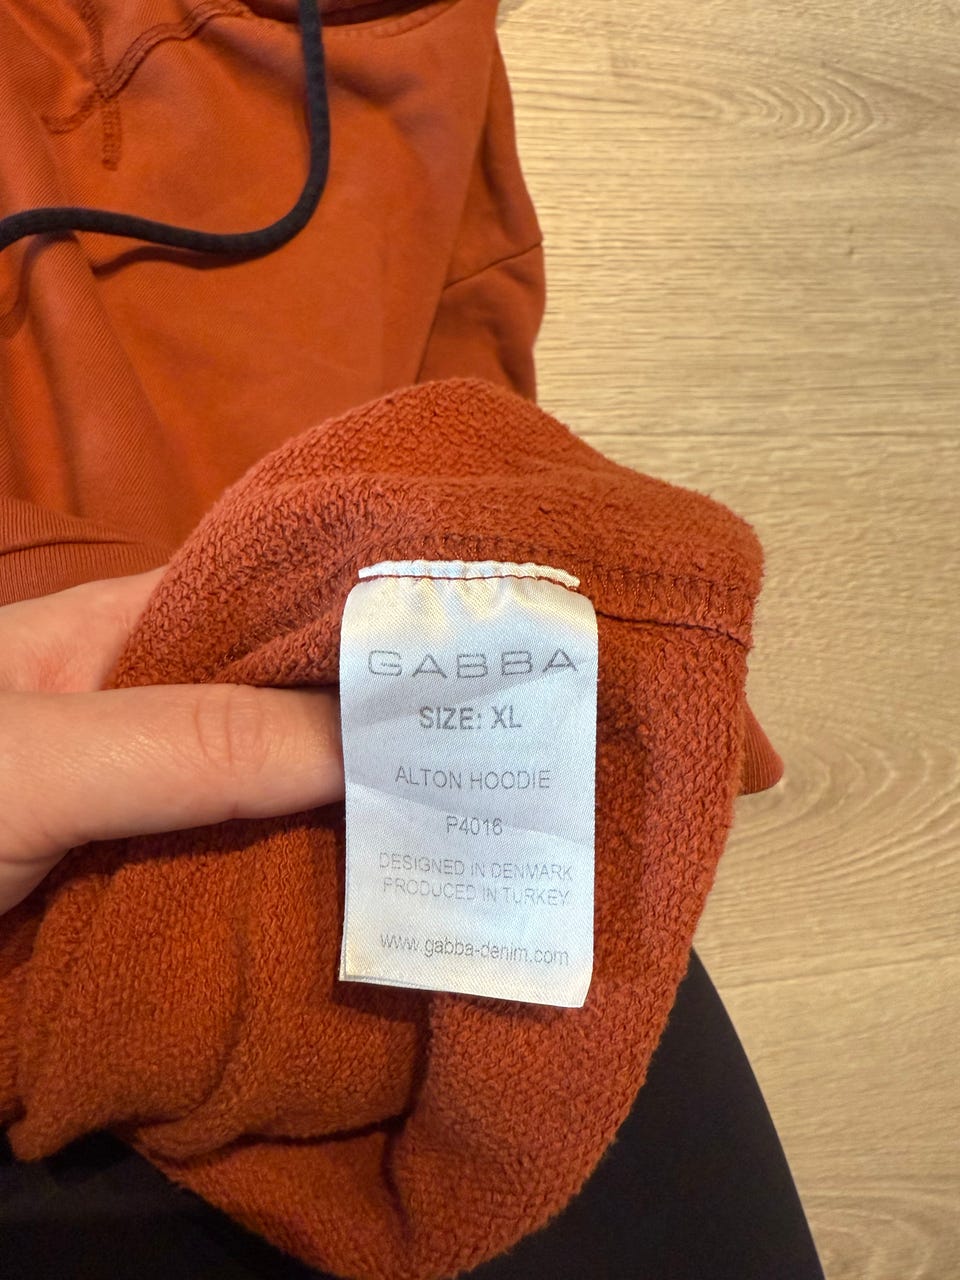 GABBA
SIZE: XL
ALTON HOODIE
P4016
DESIGNED IN DENMARK
PRODUCED IN TURKEY
www.gabba-denim.com